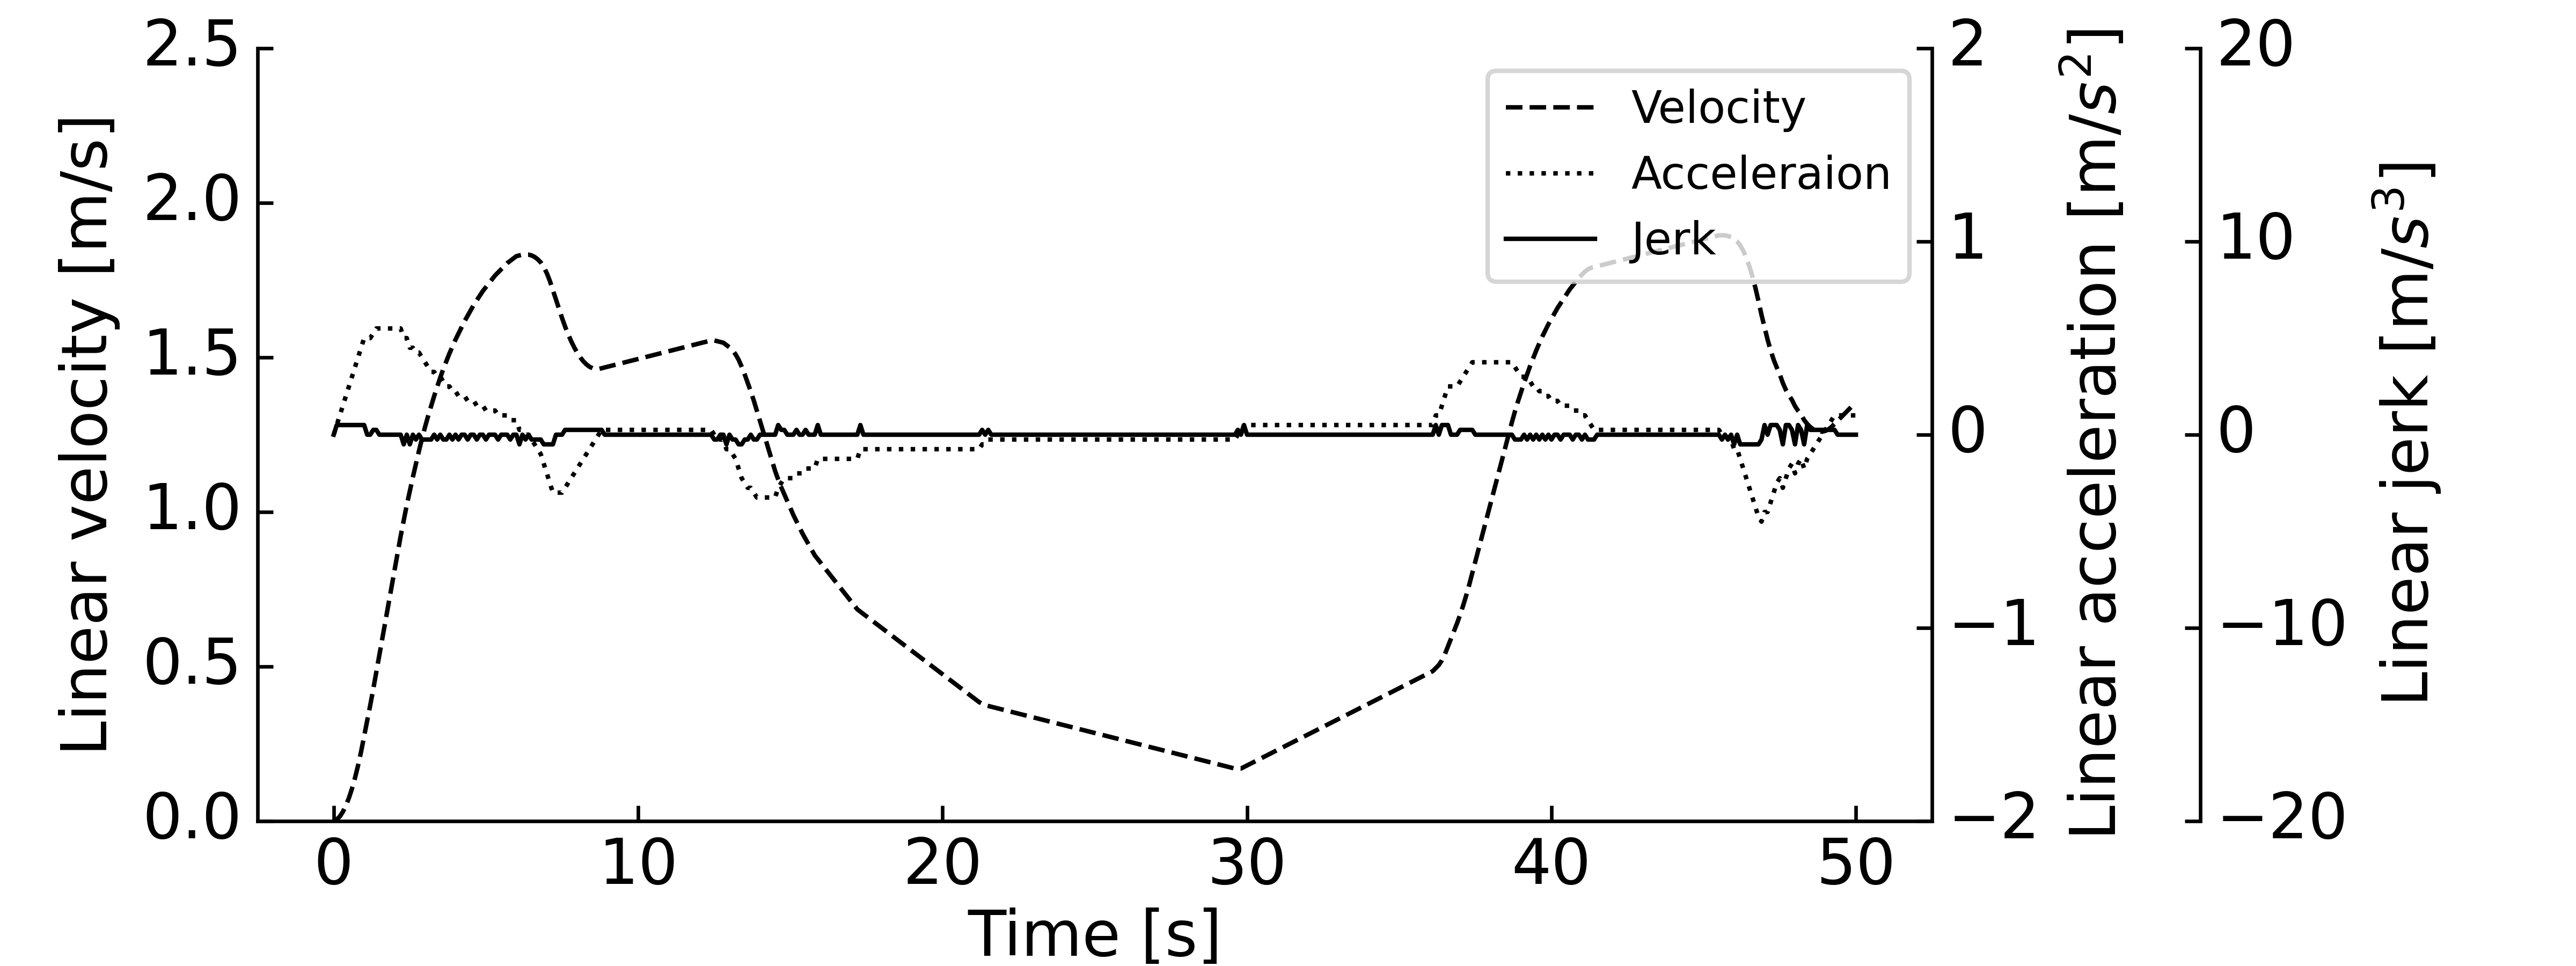 Linear velocity [m/s]
2.5
2.0
1.5
1.0
0.5
0.0
0 10 20 30 40 50
Time [s]
Velocity
Acceleraion
Jerk
2
1
0
−1
−2
Linear acceleration [m/s²]
20
10
0
−10
−20
Linear jerk [m/s³]